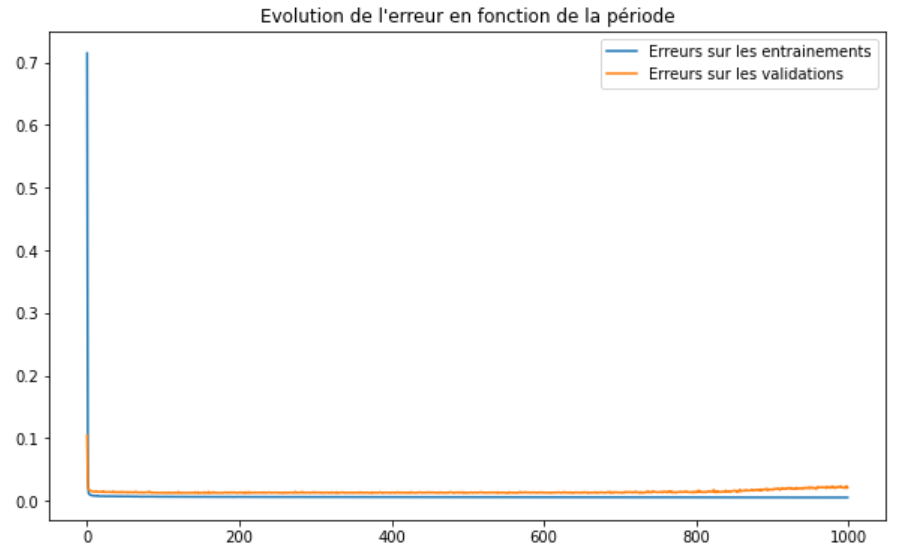 Evolution de l'erreur en fonction de la période
Erreurs sur les entrainements
Erreurs sur les validations
0.7
0.6
0.5
0.4
0.3
0.2
0.1
0.0
0 200 400 600 800 1000